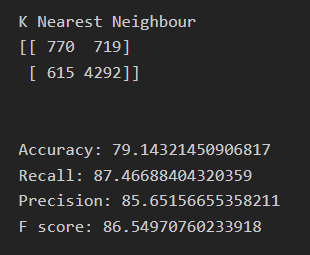 K Nearest Neighbour
[[ 770  719]
 [ 615 4292]]
Accuracy: 79.14321450906817
Recall: 87.46688404320359
Precision: 85.65156655358211
F score: 86.54970760233918